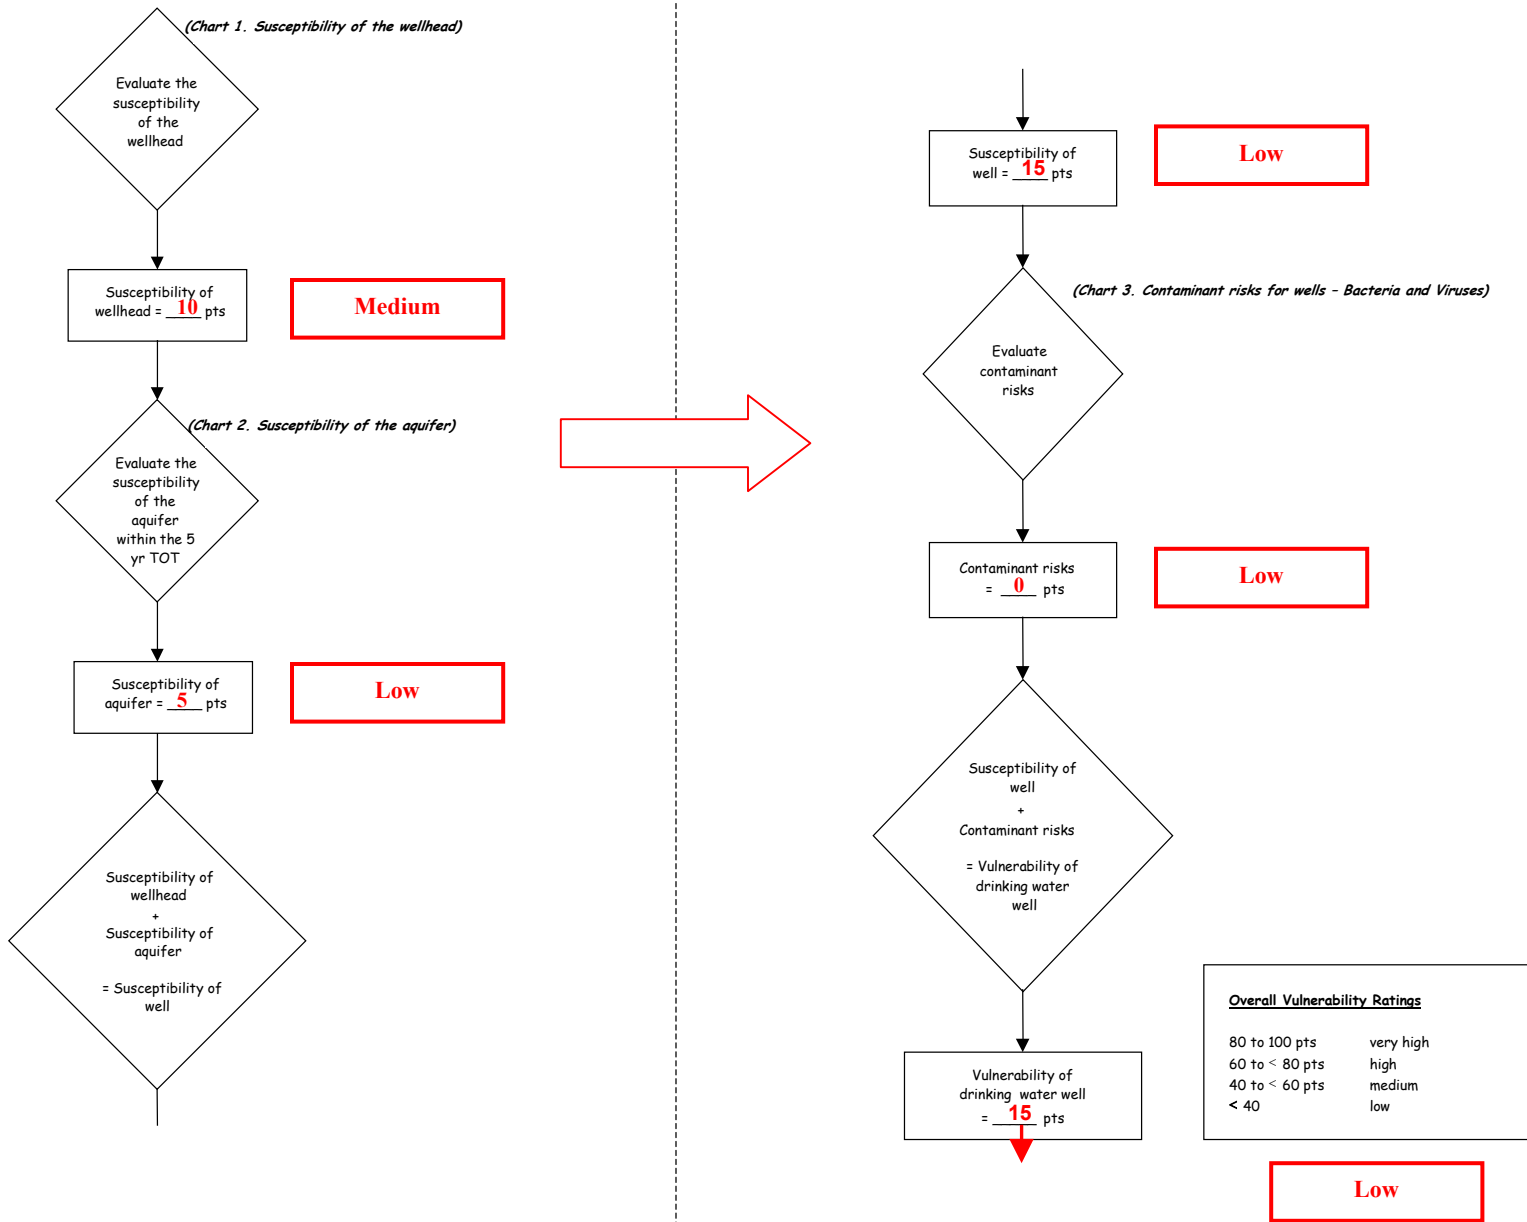 (Chart 1. Susceptibility of the wellhead)
Evaluate the
susceptibility
of the
wellhead
Susceptibility of
wellhead = 10 pts
Medium
(Chart 2. Susceptibility of the aquifer)
Evaluate the
susceptibility
of the
aquifer
within the 5
yr TOT
Susceptibility of
aquifer = 5 pts
Low
Susceptibility of
wellhead
+
Susceptibility of
aquifer
= Susceptibility of
well
Susceptibility of
well = 15 pts
Low
(Chart 3. Contaminant risks for wells – Bacteria and Viruses)
Evaluate
contaminant
risks
Contaminant risks
= 0 pts
Low
Susceptibility of
well
+
Contaminant risks
= Vulnerability of
drinking water
well
Vulnerability of
drinking water well
= 15 pts
Overall Vulnerability Ratings
80 to 100 pts very high
60 to < 80 pts high
40 to < 60 pts medium
< 40 low
Low